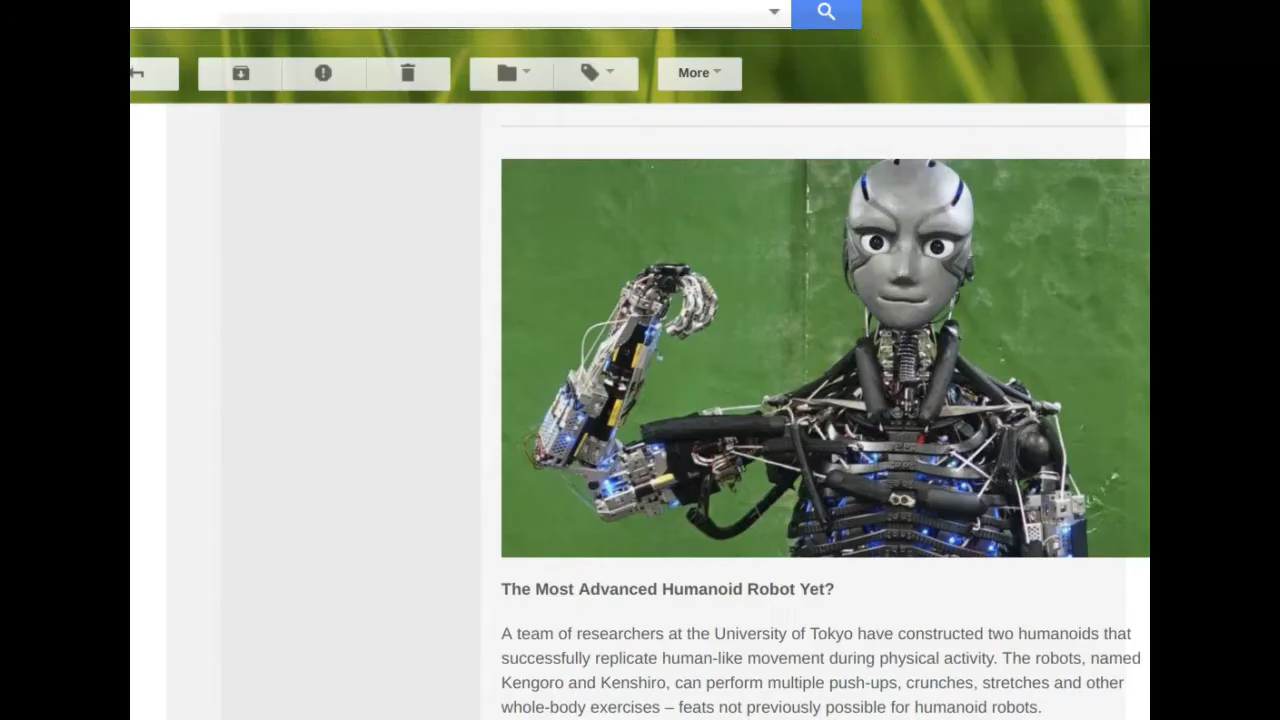 More
The Most Advanced Humanoid Robot Yet?
A team of researchers at the University of Tokyo have constructed two humanoids that
successfully replicate human-like movement during physical activity. The robots, named
Kengoro and Kenshiro, can perform multiple push-ups, crunches, stretches and other
whole-body exercises – feats not previously possible for humanoid robots.